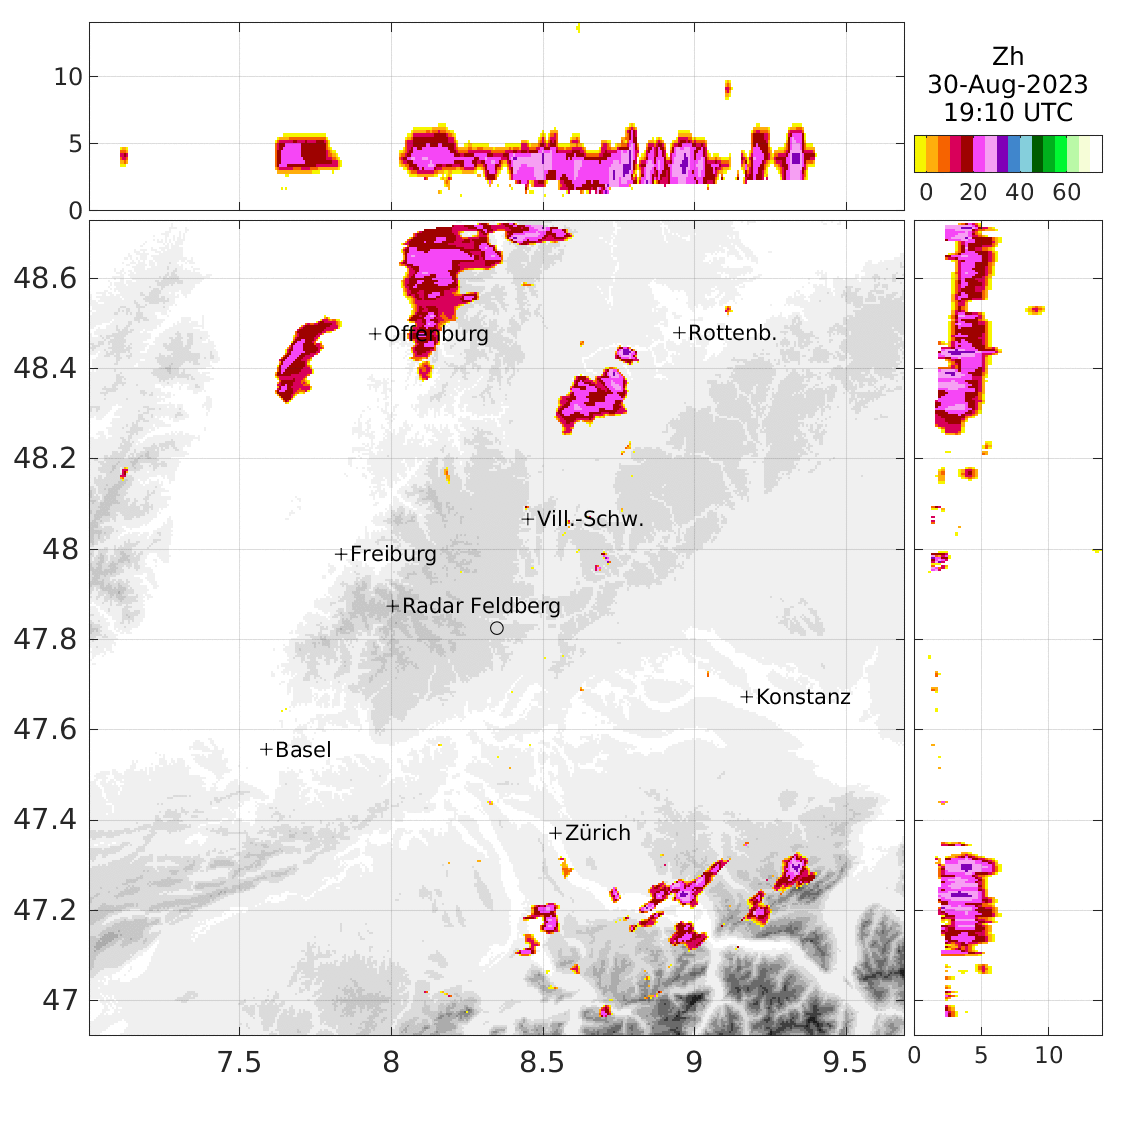 Zh
30-Aug-2023
19:10 UTC
0 20 40 60
10
5
0
48.6
48.4
48.2
48
47.8
47.6
47.4
47.2
47
+Offenburg
+Rottenb.
+Vill.-Schw.
+Freiburg
+Radar Feldberg
+Konstanz
+Basel
+Zürich
7.5 8 8.5 9 9.5
0 5 10